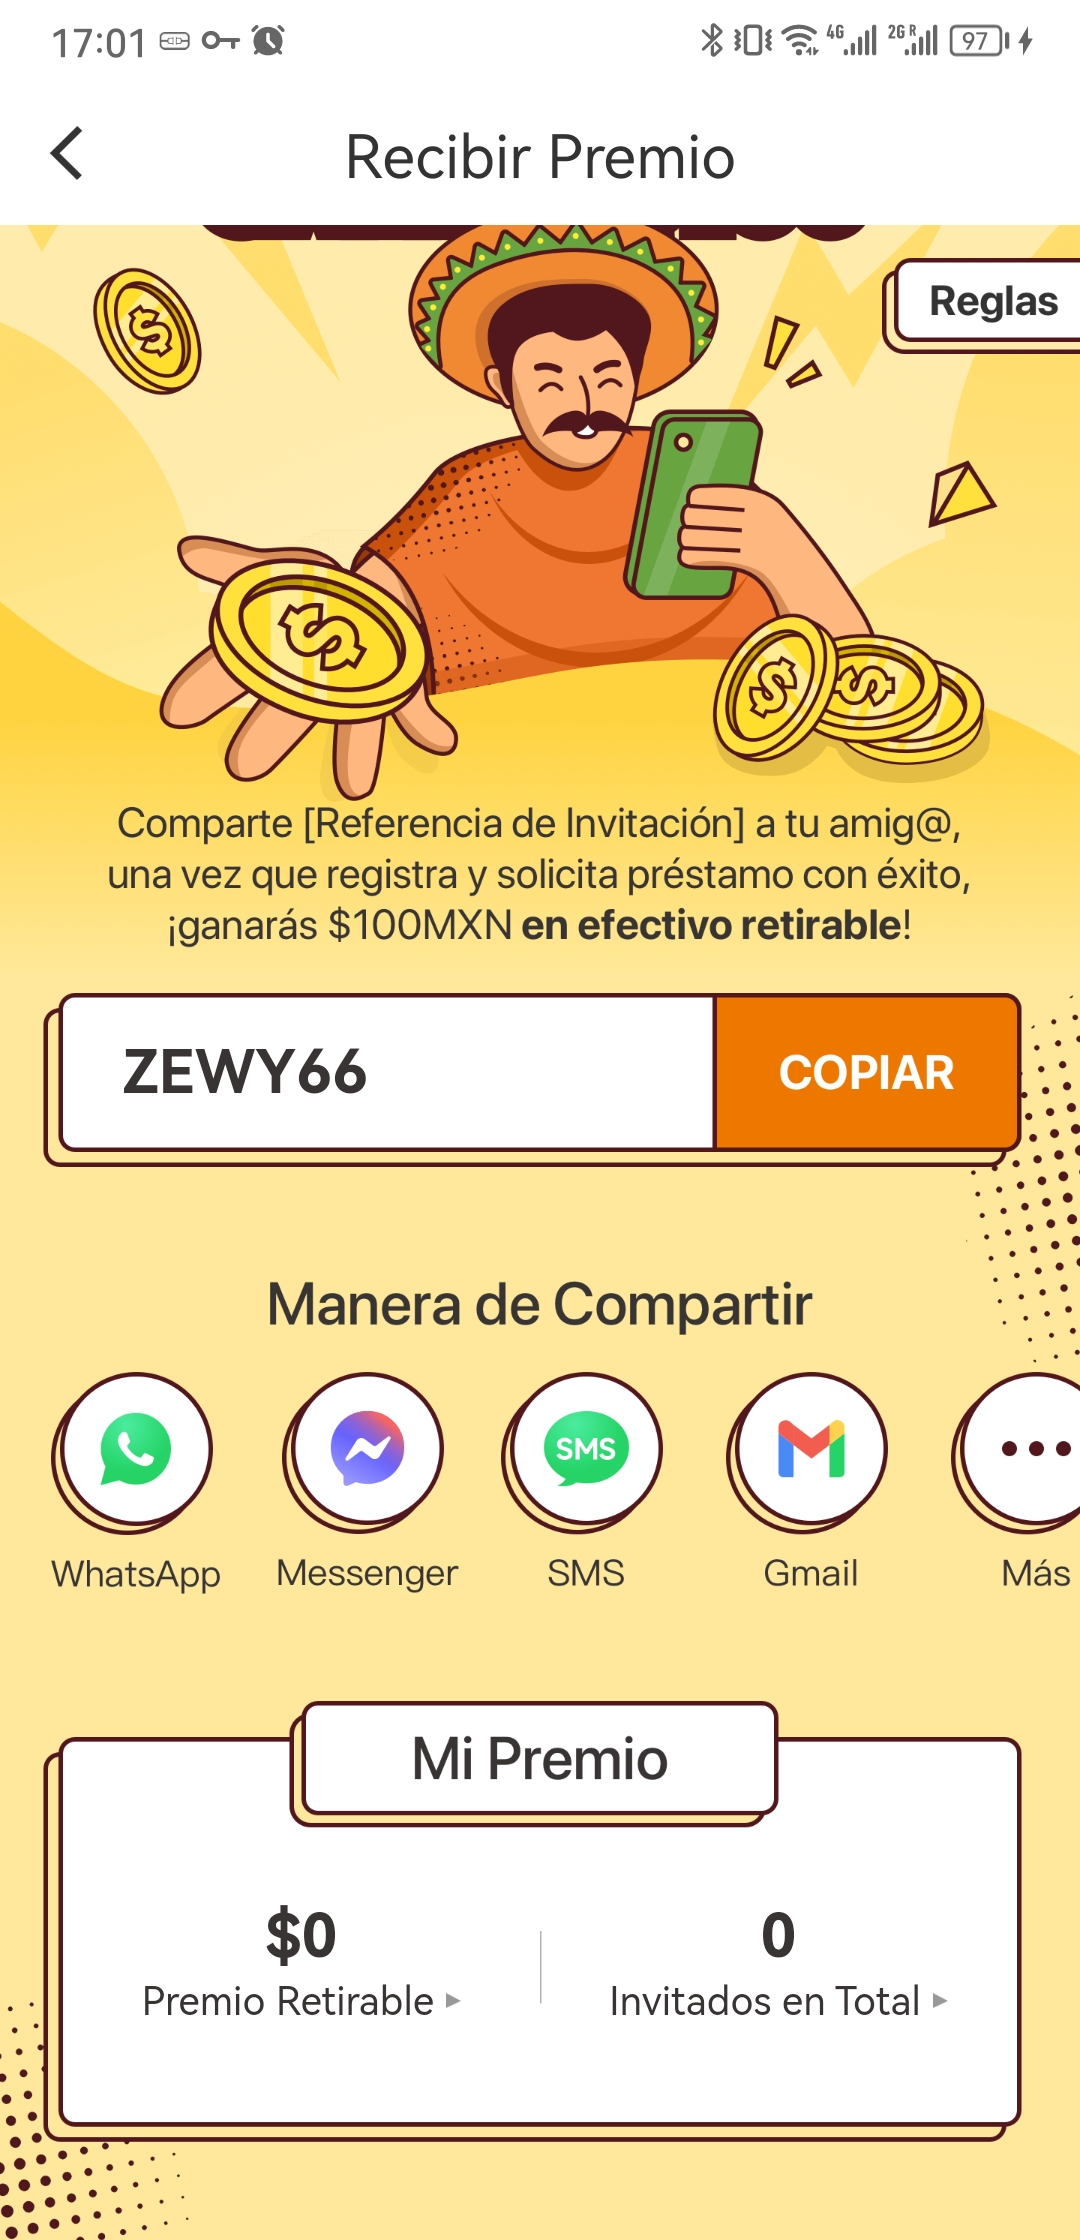 17:01
4G
2G R
97
Recibir Premio
Reglas
Comparte [Referencia de Invitación] a tu amig@,
una vez que registra y solicita préstamo con éxito,
¡ganarás $100MXN en efectivo retirable!
ZEWY66
COPIAR
Manera de Compartir
SMS
WhatsApp
Messenger
SMS
Gmail
Más
Mi Premio
$0
0
Premio Retirable
Invitados en Total